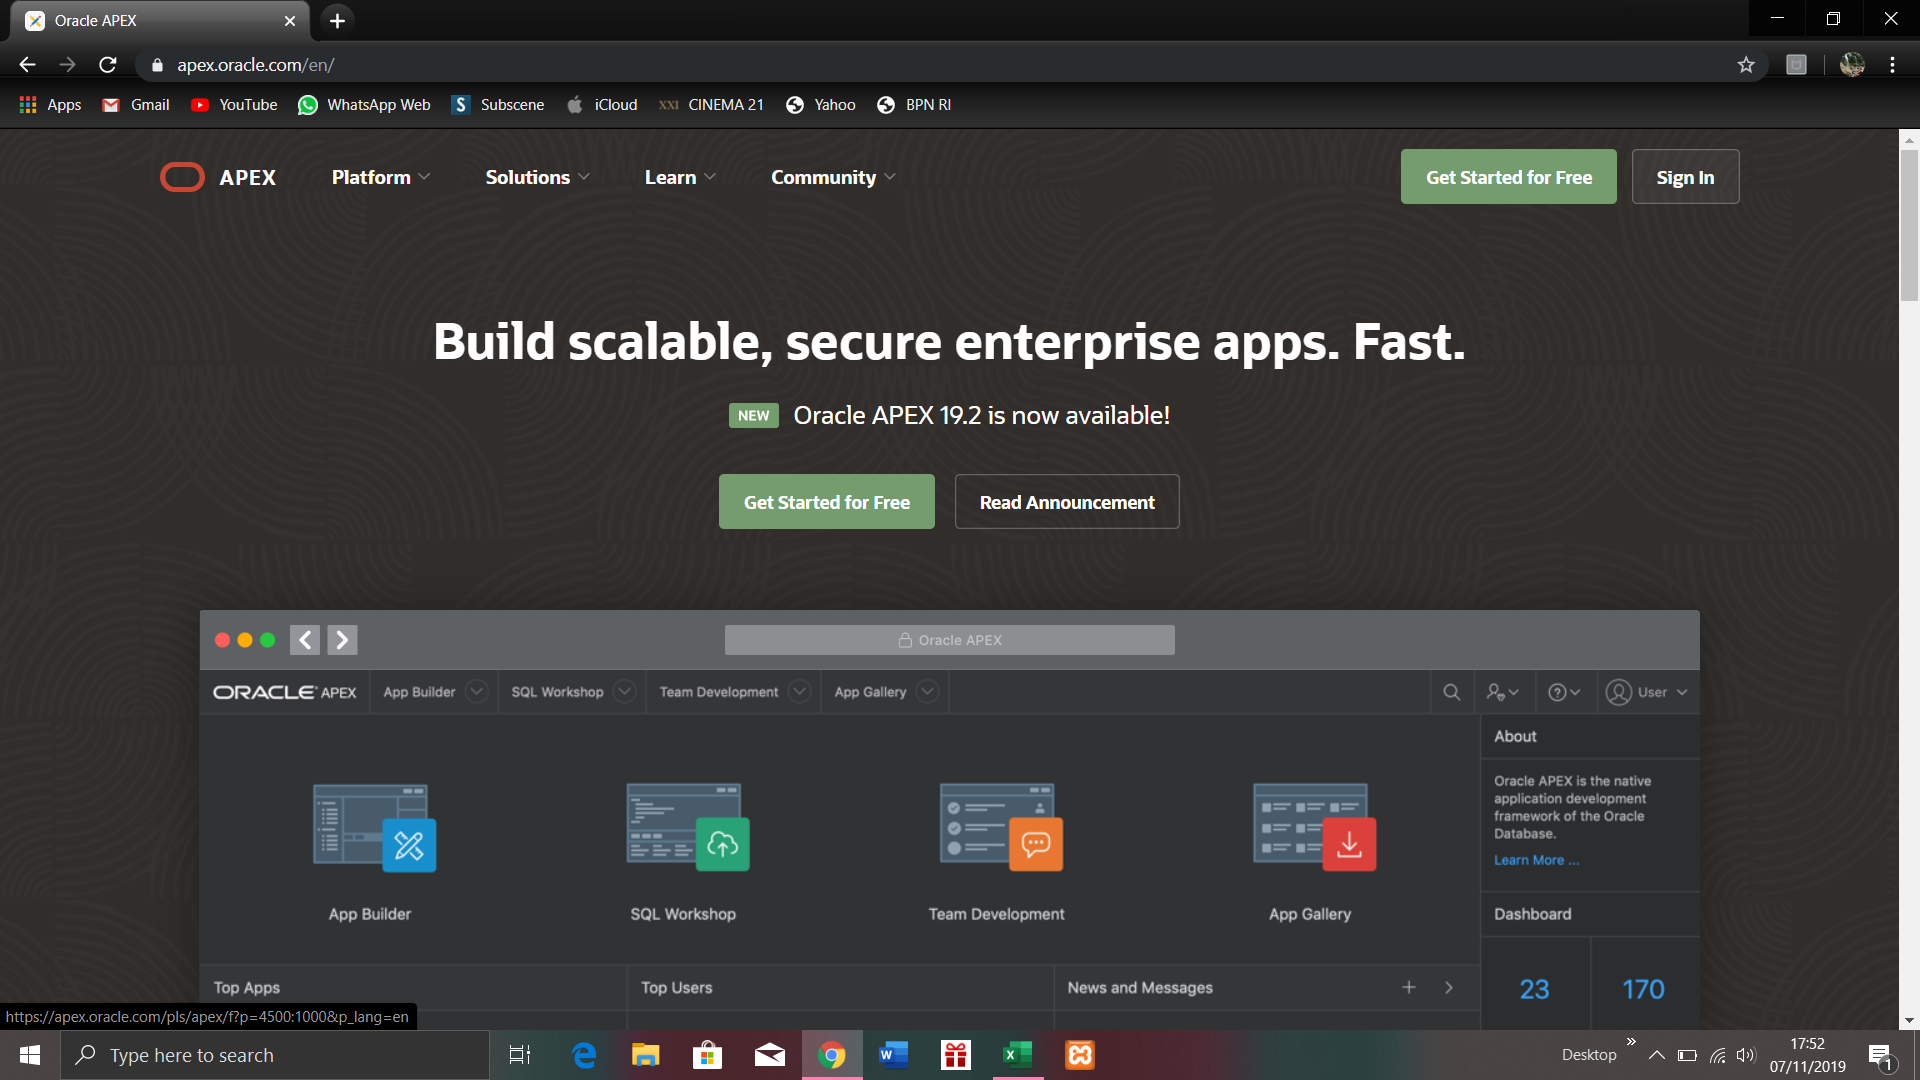 Oracle APEX
apex.oracle.com/en/
Apps Gmail YouTube WhatsApp Web S Subscene iCloud XXI CINEMA 21 Yahoo BPN RI
APEX Platform Solutions Learn Community Get Started for Free Sign In
Build scalable, secure enterprise apps. Fast.
NEW Oracle APEX 19.2 is now available!
Get Started for Free Read Announcement
Oracle APEX
ORACLE APEX App Builder SQL Workshop Team Development App Gallery User
About
Oracle APEX is the native
application development
framework of the Oracle
Database.
Learn More ...
App Builder SQL Workshop Team Development App Gallery
Dashboard
23 170
Top Apps Top Users News and Messages
https://apex.oracle.com/pls/apex/f?p=4500:1000&p_lang=en
Type here to search
Desktop
17:52
07/11/2019
1